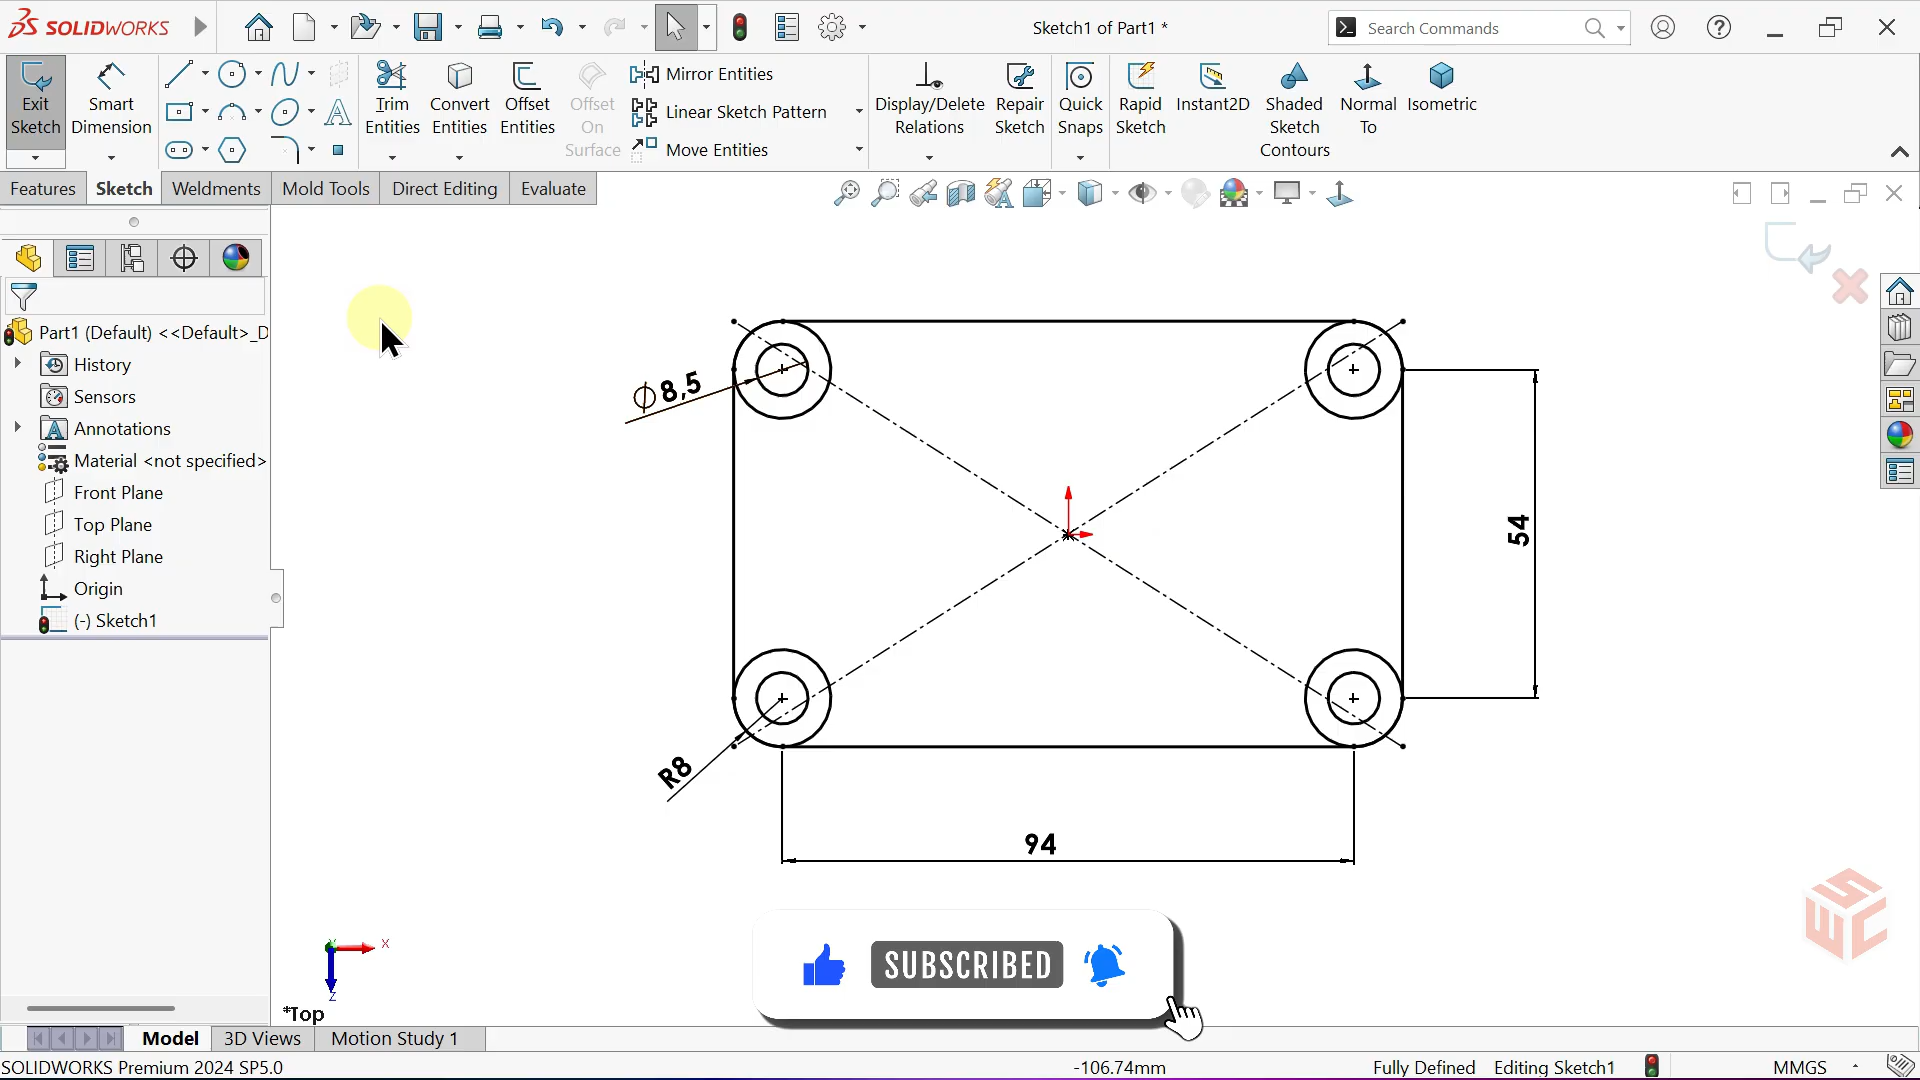 SOLIDWORKS
Sketch1 of Part1 *
Search Commands
Exit Sketch
Smart Dimension
Trim Entities
Convert Entities
Offset Entities
Offset On Surface
Mirror Entities
Linear Sketch Pattern
Move Entities
Display/Delete Relations
Repair Sketch
Quick Snaps
Rapid Sketch
Instant2D
Shaded Sketch Contours
Normal To
Isometric
Features
Sketch
Weldments
Mold Tools
Direct Editing
Evaluate
Part1 (Default) <<Default>_D
History
Sensors
Annotations
Material <not specified>
Front Plane
Top Plane
Right Plane
Origin
(-) Sketch1
∅8,5
54
R8
94
SUBSCRIBED
SWC
Y
X
Z
*Top
Model
3D Views
Motion Study 1
SOLIDWORKS Premium 2024 SP5.0
-106.74mm
Fully Defined
Editing Sketch1
MMGS